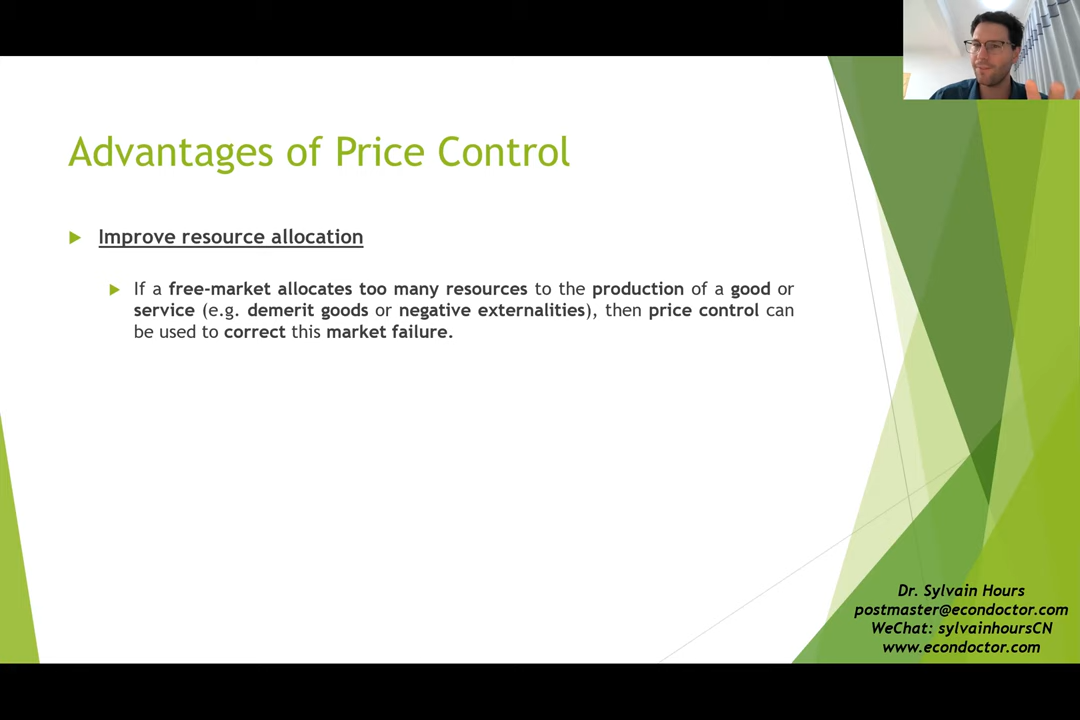 Advantages of Price Control
Improve resource allocation
If a free-market allocates too many resources to the production of a good or
service (e.g. demerit goods or negative externalities), then price control can
be used to correct this market failure.
Dr. Sylvain Hours
postmaster@econdoctor.com
WeChat: sylvainhoursCN
www.econdoctor.com